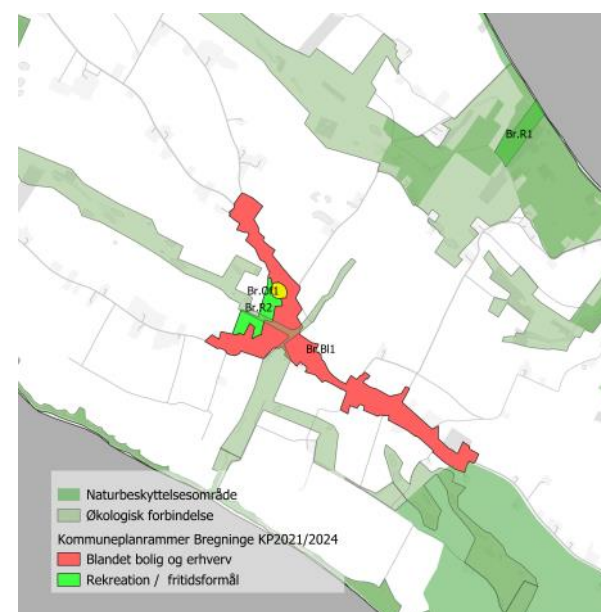 Br.R1
Br.Of1
Br.R2
Br.Bl1
Naturbeskyttelsesområde
Økologisk forbindelse
Kommuneplanrammer Bregninge KP2021/2024
Blandet bolig og erhverv
Rekreation / fritidsformål